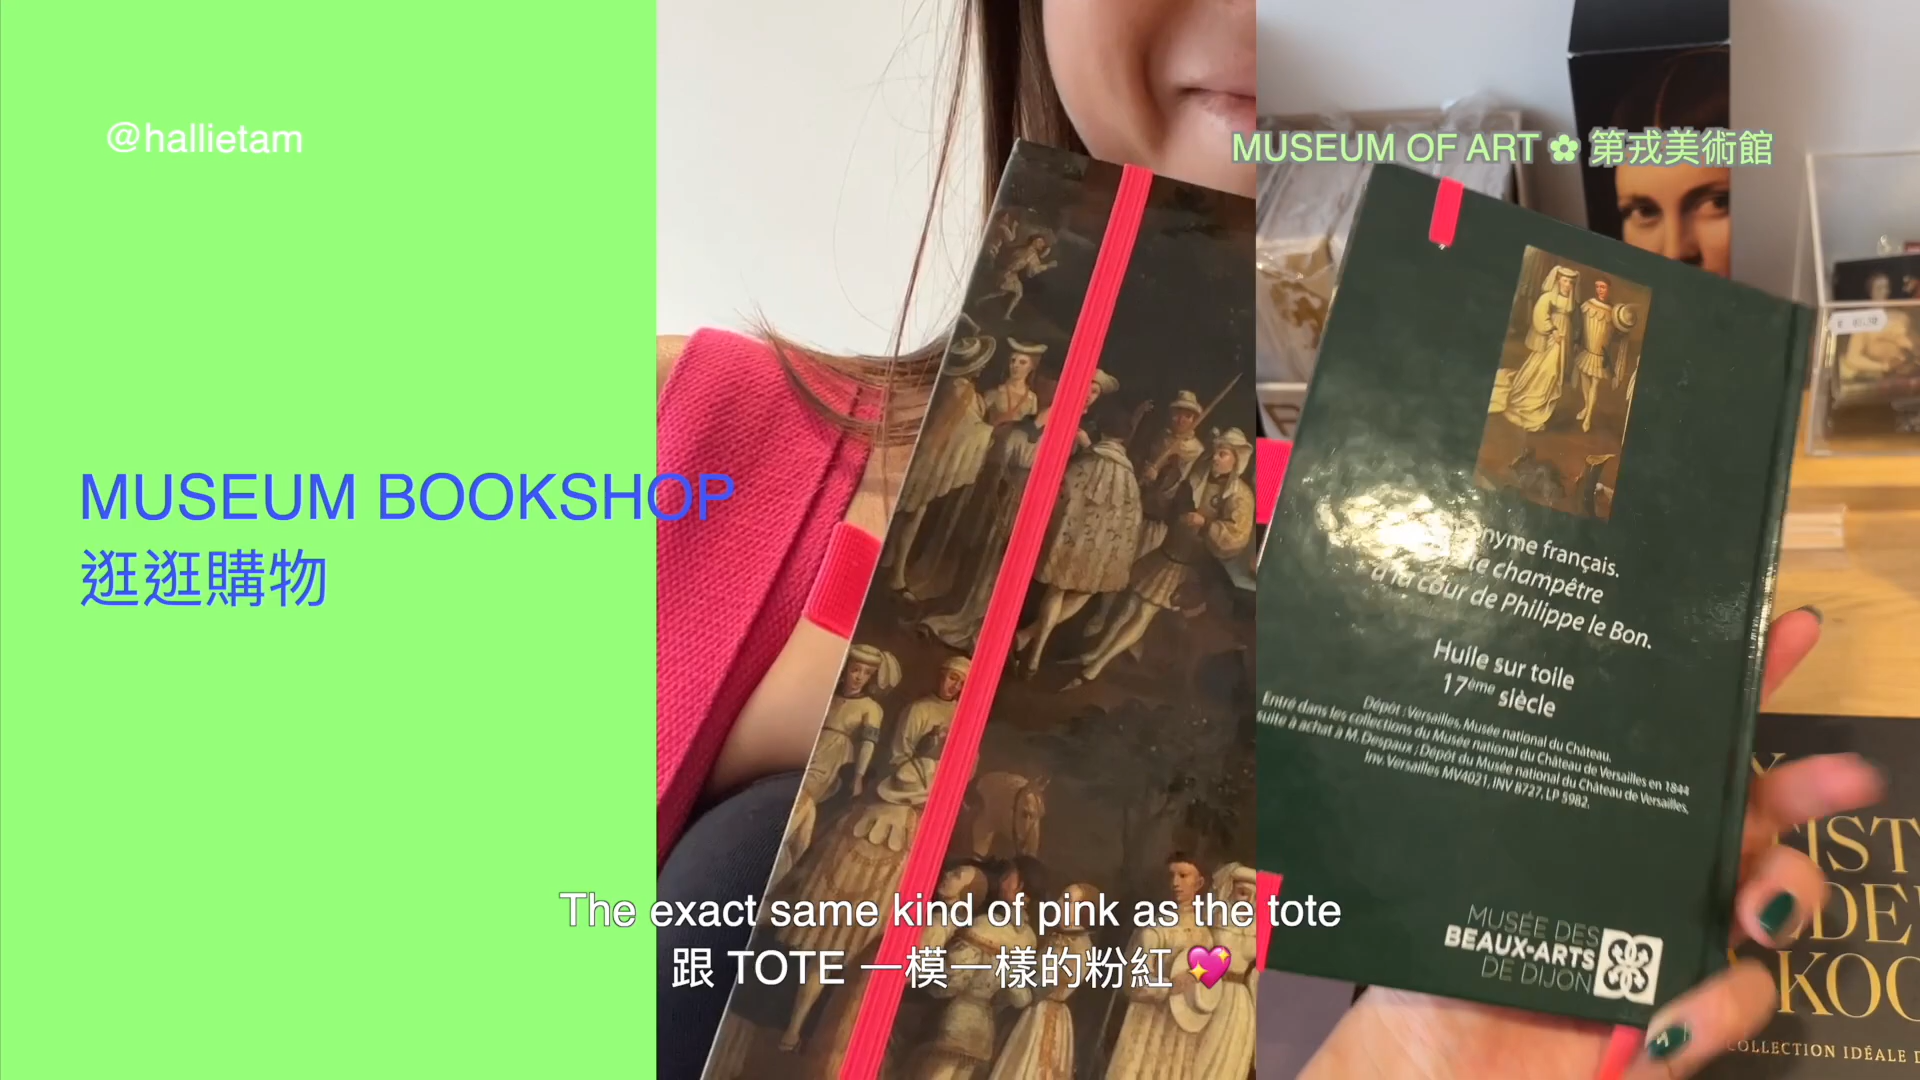 @hallietam
MUSEUM OF ART ✿ 第戎美術館
MUSEUM BOOKSHOP
逛逛購物
nyme français.
champêtre
à la cour de Philippe le Bon.
Huile sur toile
17ème siècle
Dépôt : Versailles, Musée national du Château.
Entré dans les collections du Musée national du Château de Versailles en 1844
suite à achat à M. Despaux ; Dépôt du Musée national du Château de Versailles,
Inv. Versailles MV4021, INV 8727, LP 5982.
MUSÉE DES
BEAUX-ARTS
DE DIJON
KOO
COLLECTION IDÉALE D
The exact same kind of pink as the tote
跟 TOTE 一模一樣的粉紅 💖